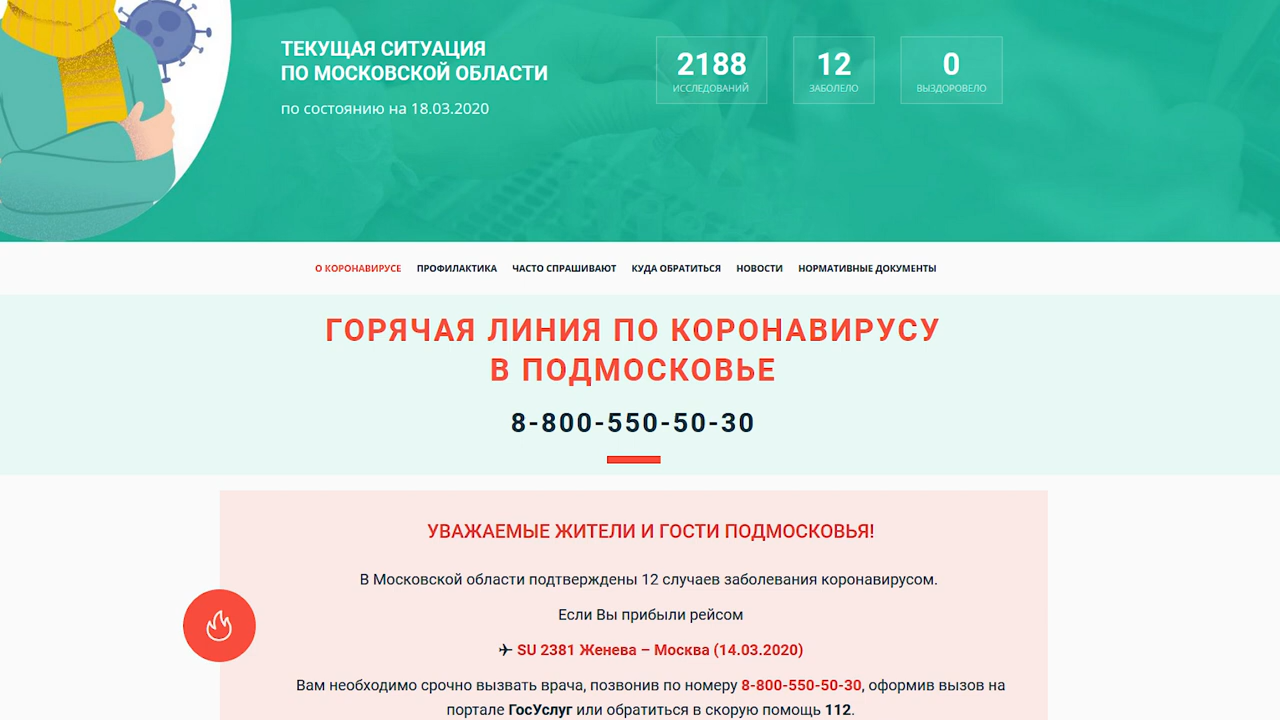 ТЕКУЩАЯ СИТУАЦИЯ
ПО МОСКОВСКОЙ ОБЛАСТИ
по состоянию на 18.03.2020
2188
ИССЛЕДОВАНИЙ
12
ЗАБОЛЕЛО
0
ВЫЗДОРОВЕЛО
О КОРОНАВИРУСЕ ПРОФИЛАКТИКА ЧАСТО СПРАШИВАЮТ КУДА ОБРАТИТЬСЯ НОВОСТИ НОРМАТИВНЫЕ ДОКУМЕНТЫ
ГОРЯЧАЯ ЛИНИЯ ПО КОРОНАВИРУСУ
В ПОДМОСКОВЬЕ
8-800-550-50-30
УВАЖАЕМЫЕ ЖИТЕЛИ И ГОСТИ ПОДМОСКОВЬЯ!
В Московской области подтверждены 12 случаев заболевания коронавирусом.
Если Вы прибыли рейсом
✈ SU 2381 Женева – Москва (14.03.2020)
Вам необходимо срочно вызвать врача, позвонив по номеру 8-800-550-50-30, оформив вызов на
портале ГосУслуг или обратиться в скорую помощь 112.